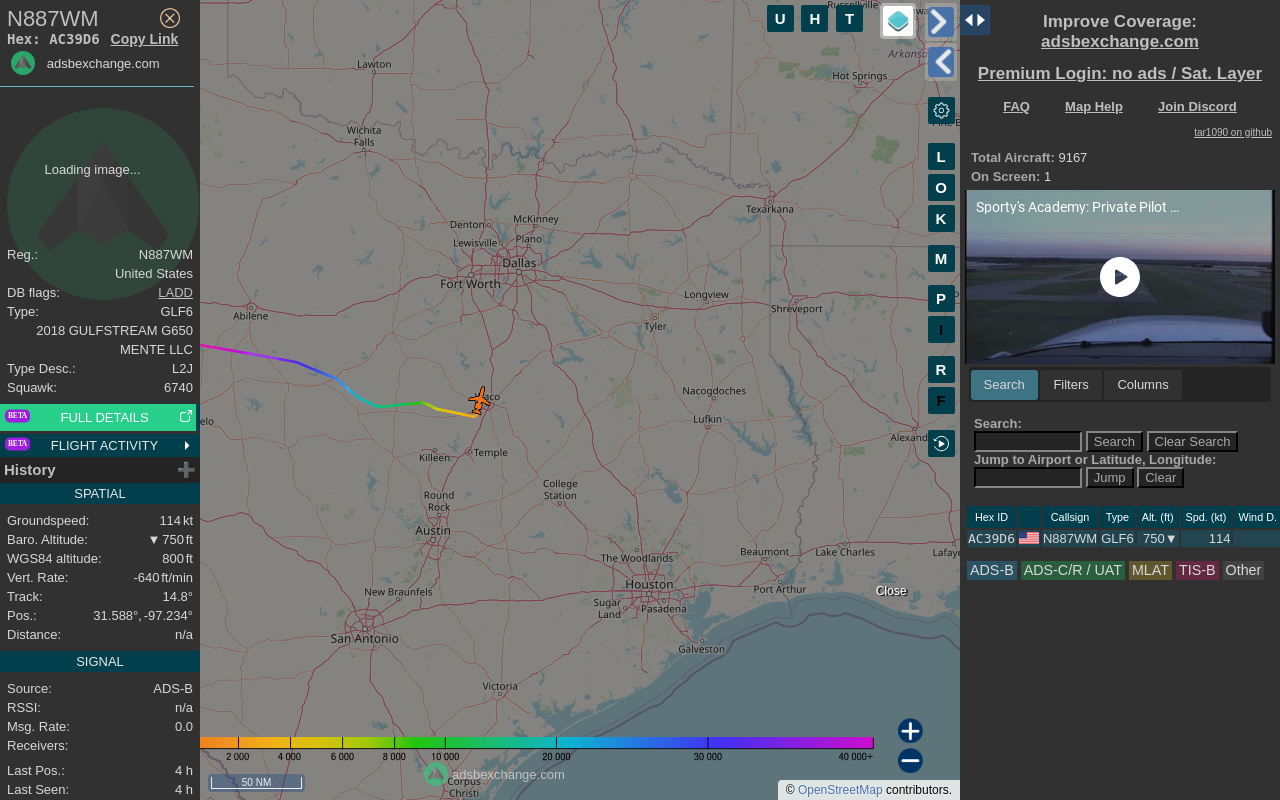 N887WM
Hex: AC39D6 Copy Link
adsbexchange.com
Loading image...
Reg.: N887WM
United States
DB flags: LADD
Type: GLF6
2018 GULFSTREAM G650
MENTE LLC
Type Desc.: L2J
Squawk: 6740
BETA FULL DETAILS
BETA FLIGHT ACTIVITY
History
SPATIAL
Groundspeed: 114 kt
Baro. Altitude: ▼ 750 ft
WGS84 altitude: 800 ft
Vert. Rate: -640 ft/min
Track: 14.8°
Pos.: 31.588°, -97.234°
Distance: n/a
SIGNAL
Source: ADS-B
RSSI: n/a
Msg. Rate: 0.0
Receivers:
Last Pos.: 4 h
Last Seen: 4 h
U H T
Lawton
Hot Springs
Arkansa
Wichita
Falls
Texarkana
Denton
McKinney
Lewisville
Plano
Dallas
Fort Worth
Abilene
Longview
Shreveport
Tyler
aco
Nacogdoches
Lufkin
Alexand
elo
Killeen
Temple
College
Station
Round
Rock
Austin
The Woodlands
Beaumont
Lake Charles
Lafaye
Houston
New Braunfels
Port Arthur
Sugar
Land
Pasadena
San Antonio
Galveston
Victoria
Corpus
Christi
Close
L
O
K
M
P
I
R
F
2 000 4 000 6 000 8 000 10 000 20 000 30 000 40 000+
adsbexchange.com
50 NM
© OpenStreetMap contributors.
Improve Coverage:
adsbexchange.com
Premium Login: no ads / Sat. Layer
FAQ Map Help Join Discord
tar1090 on github
Total Aircraft: 9167
On Screen: 1
Sporty's Academy: Private Pilot ...
Search Filters Columns
Search:
Search Clear Search
Jump to Airport or Latitude, Longitude:
Jump Clear
Hex ID Callsign Type Alt. (ft) Spd. (kt) Wind D.
AC39D6 N887WM GLF6 750▼ 114
ADS-B ADS-C/R / UAT MLAT TIS-B Other